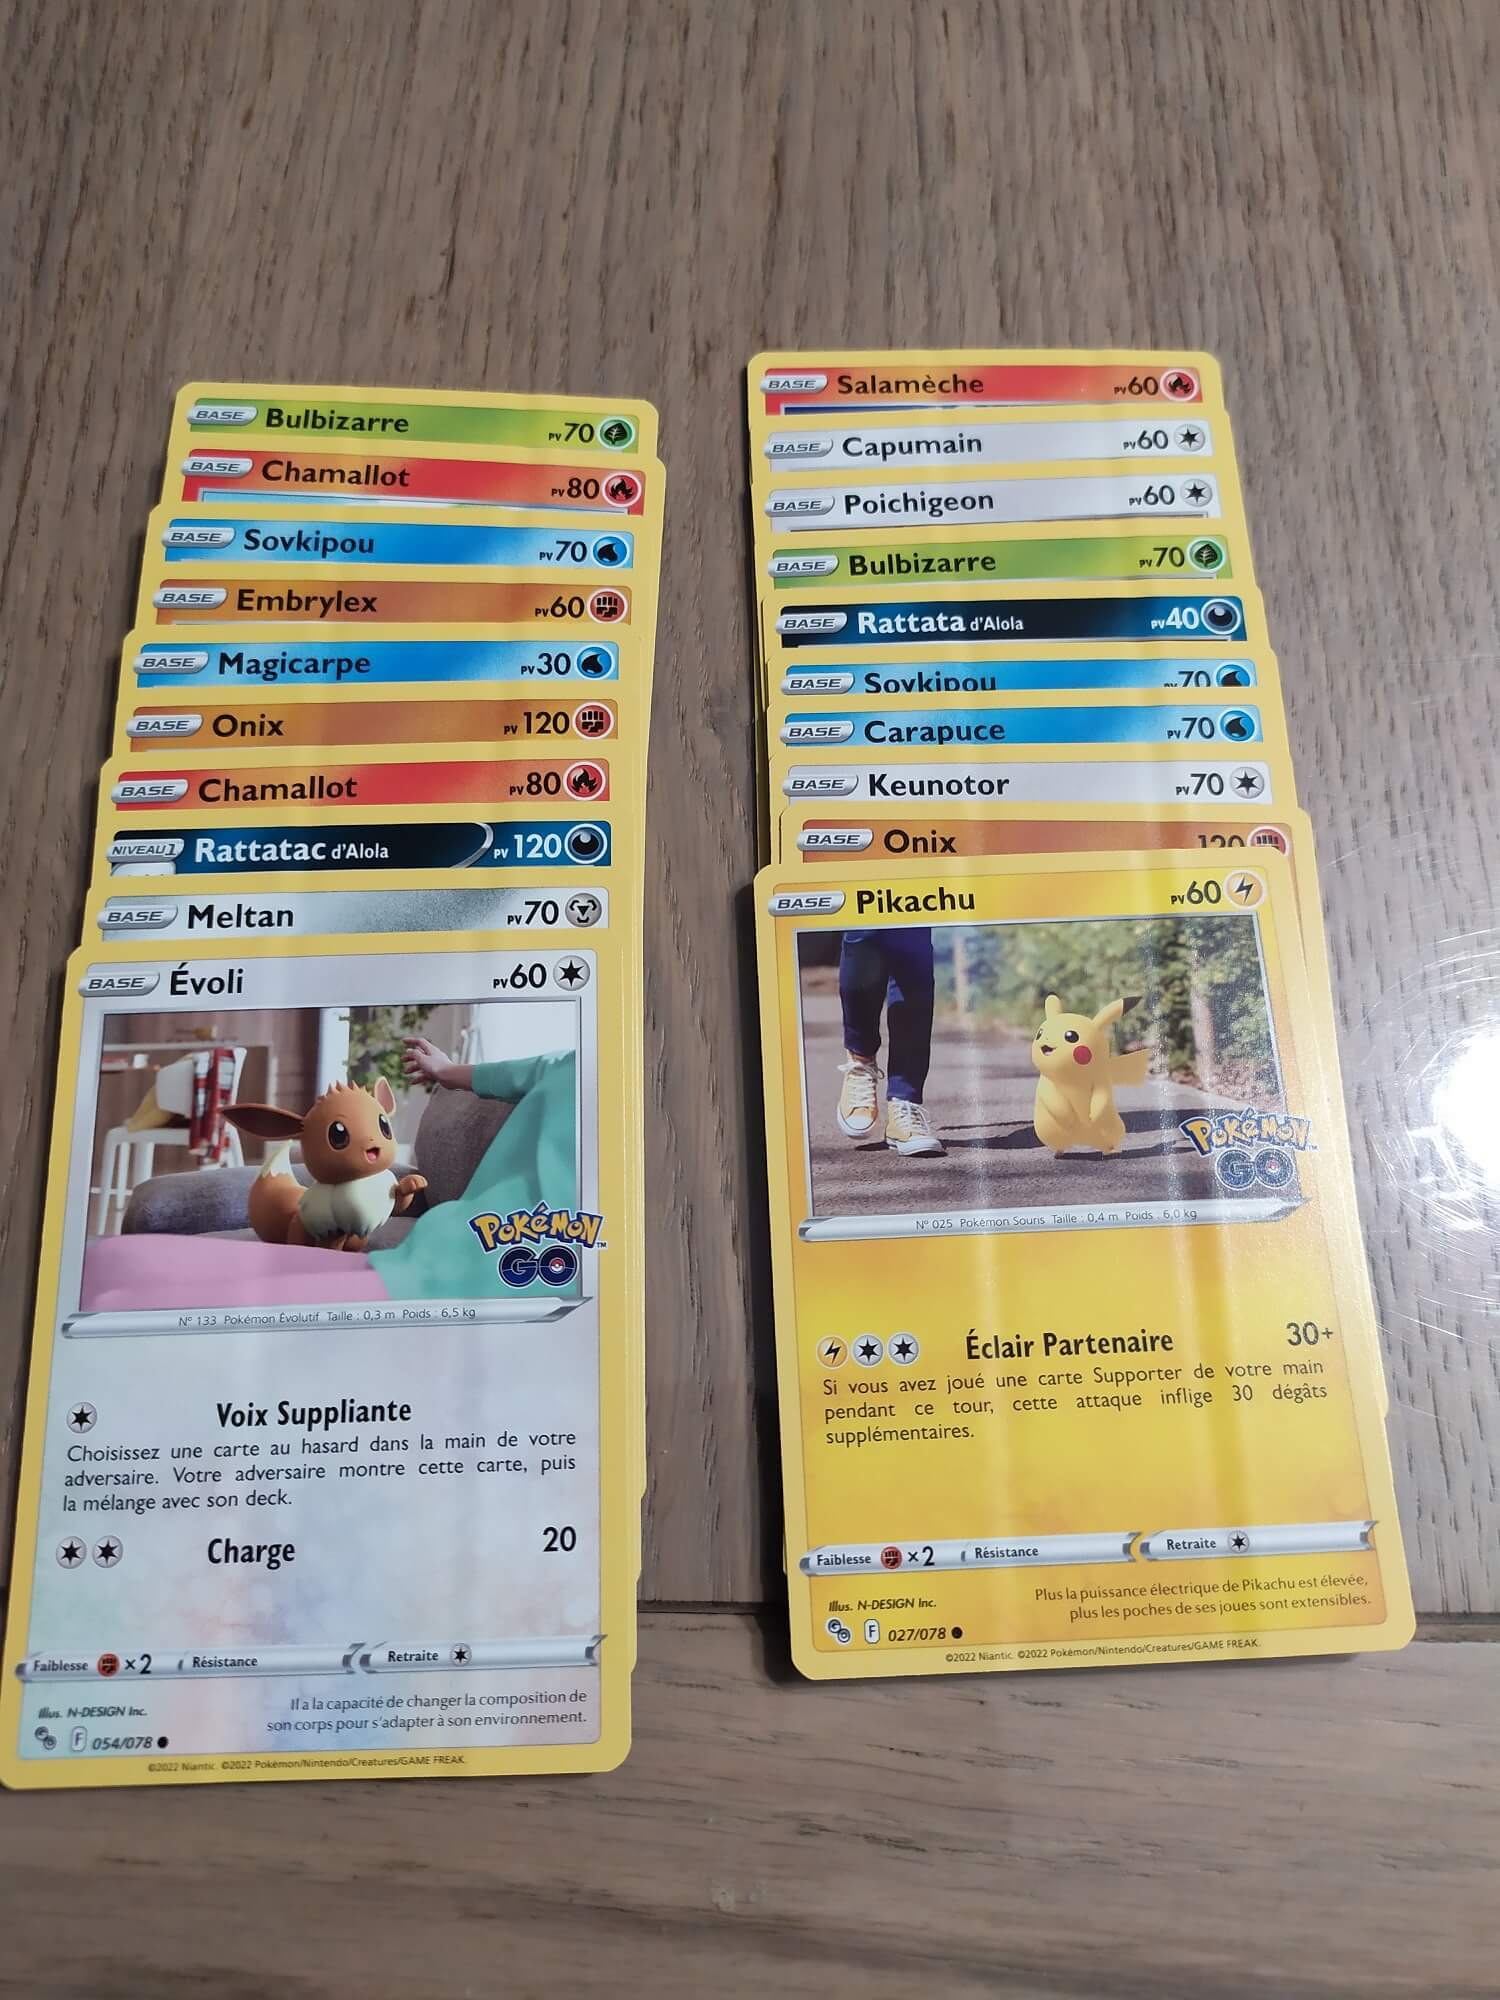 BASE Bulbizarre PV70
BASE Chamallot PV80
BASE Sovkipou PV70
BASE Embrylex PV60
BASE Magicarpe PV30
BASE Onix PV120
BASE Chamallot PV80
NIVEAU 1 Rattatac d'Alola PV120
BASE Meltan PV70
BASE Évoli PV60
POKÉMON™
GO
N° 133 Pokémon Évolutif Taille : 0,3 m Poids : 6,5 kg
Voix Suppliante
Choisissez une carte au hasard dans la main de votre
adversaire. Votre adversaire montre cette carte, puis
la mélange avec son deck.
Charge 20
Faiblesse ×2 Résistance Retraite
Illus. N-DESIGN Inc.
Il a la capacité de changer la composition de
son corps pour s'adapter à son environnement.
F 054/078
©2022 Niantic. ©2022 Pokémon/Nintendo/Creatures/GAME FREAK.
BASE Salamèche PV60
BASE Capumain PV60
BASE Poichigeon PV60
BASE Bulbizarre PV70
BASE Rattata d'Alola PV40
BASE Sovkipou PV70
BASE Carapuce PV70
BASE Keunotor PV70
BASE Onix 120
BASE Pikachu PV60
POKÉMON™
GO
N° 025 Pokémon Souris Taille : 0,4 m Poids : 6,0 kg
Éclair Partenaire 30+
Si vous avez joué une carte Supporter de votre main
pendant ce tour, cette attaque inflige 30 dégâts
supplémentaires.
Faiblesse ×2 Résistance Retraite
Illus. N-DESIGN Inc.
Plus la puissance électrique de Pikachu est élevée,
plus les poches de ses joues sont extensibles.
F 027/078
©2022 Niantic. ©2022 Pokémon/Nintendo/Creatures/GAME FREAK.